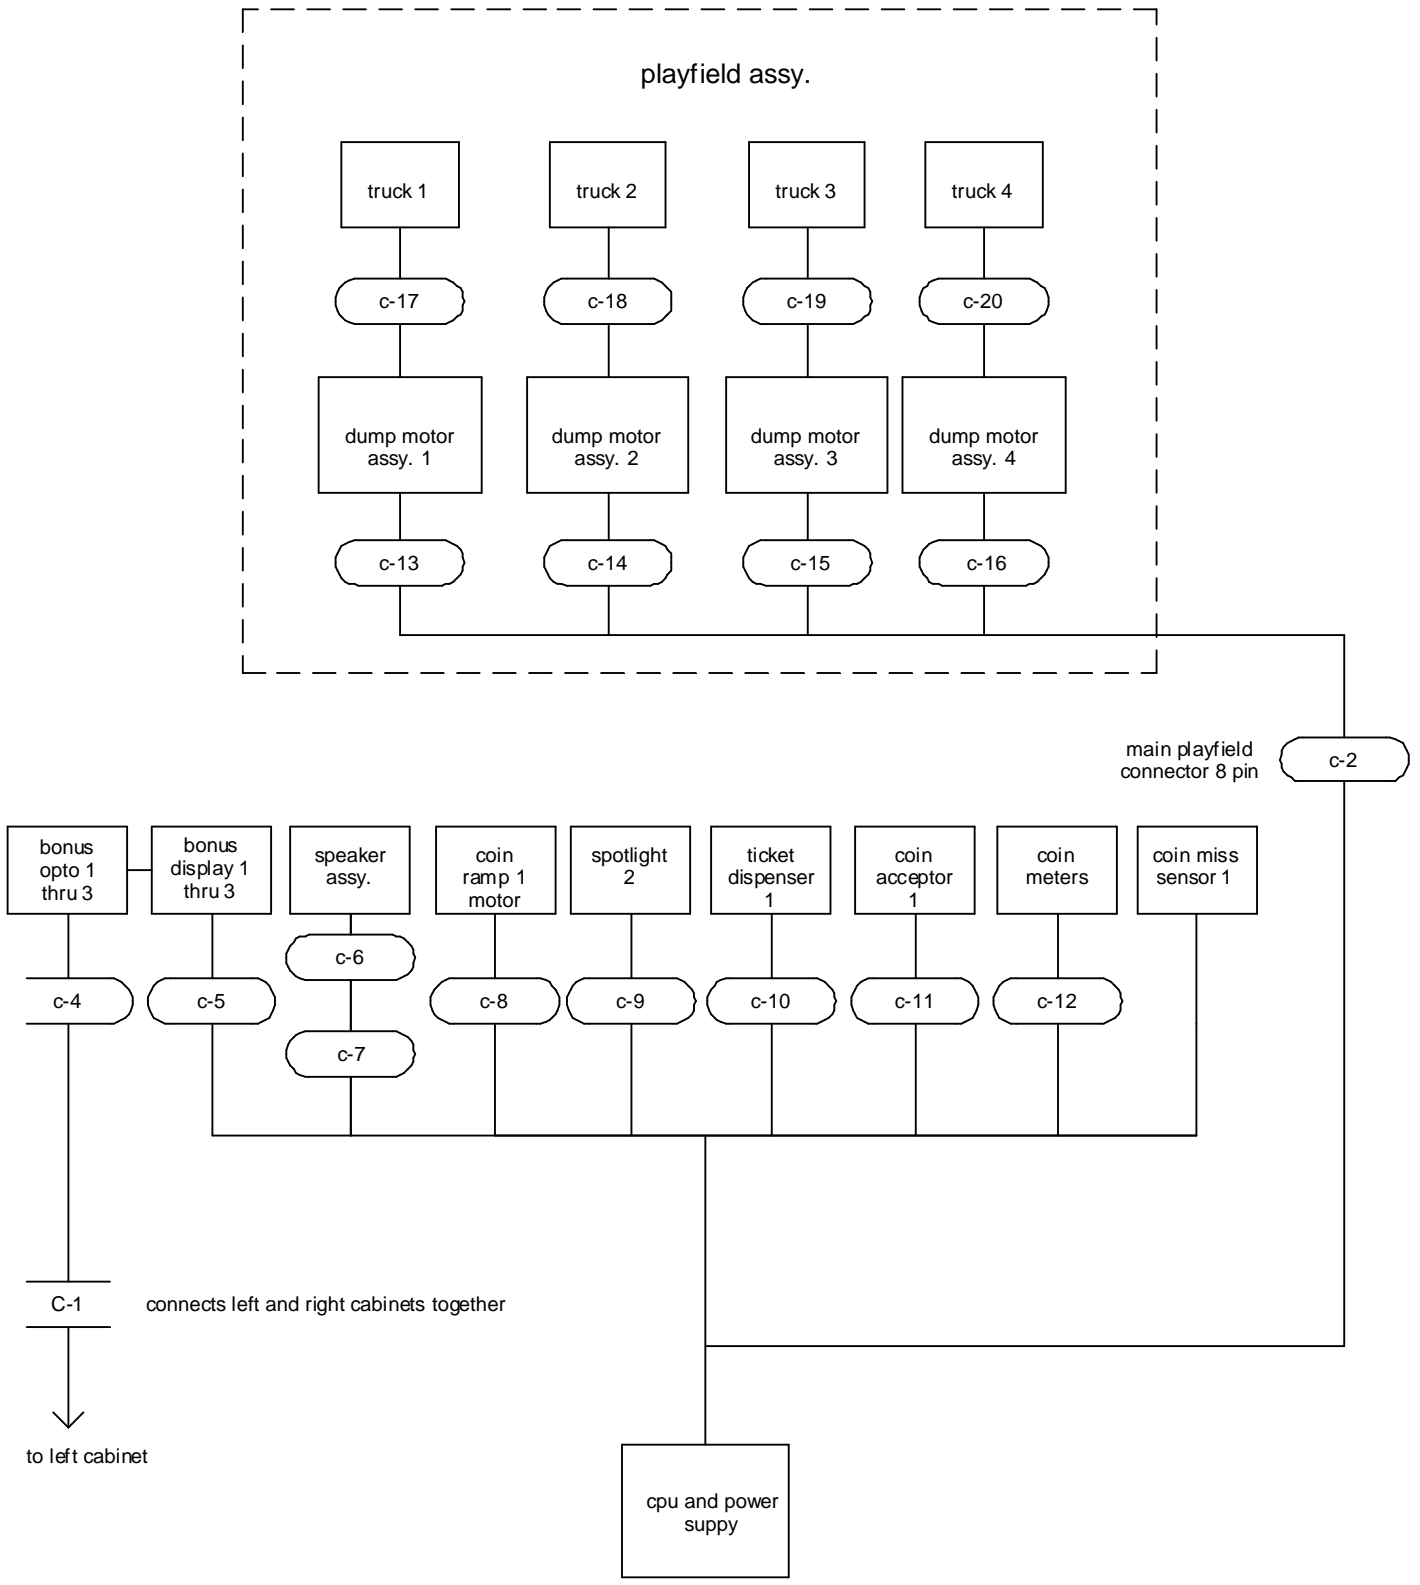 playfield assy.
truck 1
truck 2
truck 3
truck 4
c-17
c-18
c-19
c-20
dump motor
assy. 1
dump motor
assy. 2
dump motor
assy. 3
dump motor
assy. 4
c-13
c-14
c-15
c-16
main playfield
connector 8 pin
c-2
bonus
opto 1
thru 3
bonus
display 1
thru 3
speaker
assy.
coin
ramp 1
motor
spotlight
2
ticket
dispenser
1
coin
acceptor
1
coin
meters
coin miss
sensor 1
c-6
c-4
c-5
c-8
c-9
c-10
c-11
c-12
c-7
C-1
connects left and right cabinets together
to left cabinet
cpu and power
suppy